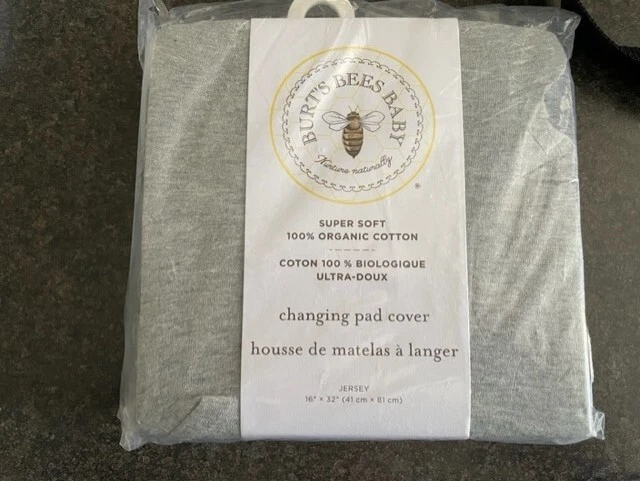 BURT'S BEES BABY
Nurture naturally
®
SUPER SOFT
100% ORGANIC COTTON
COTON 100 % BIOLOGIQUE
ULTRA-DOUX
changing pad cover
housse de matelas à langer
JERSEY
16" × 32" (41 cm × 81 cm)